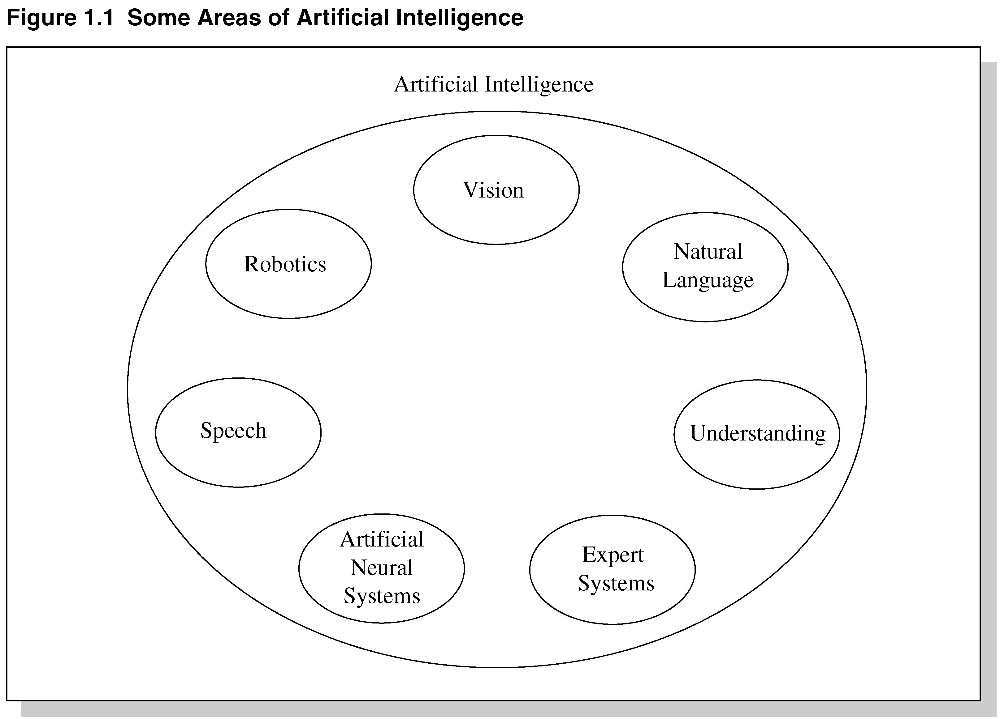 Figure 1.1 Some Areas of Artificial Intelligence
Artificial Intelligence
Vision
Robotics
Natural
Language
Speech
Understanding
Artificial
Neural
Systems
Expert
Systems